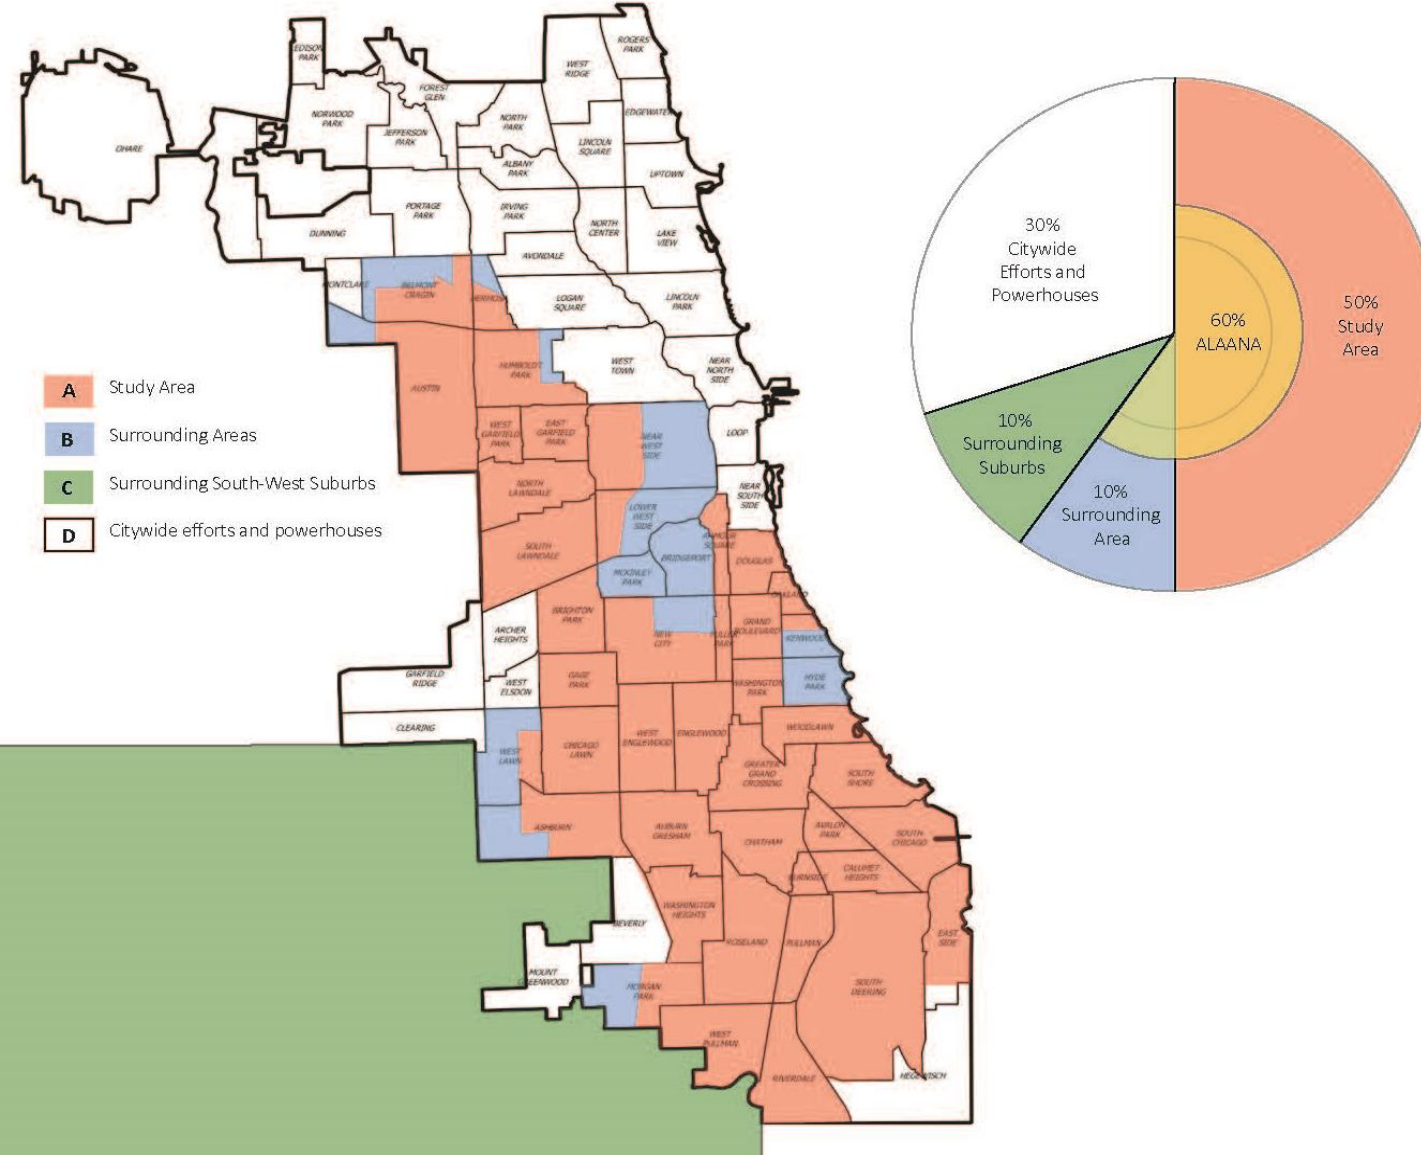 EDISON
PARK
ROGERS
PARK
WEST
RIDGE
FOREST
GLEN
NORWOOD
PARK
JEFFERSON
PARK
NORTH
PARK
EDGEWATER
LINCOLN
SQUARE
OHARE
ALBANY
PARK
UPTOWN
PORTAGE
PARK
IRVING
PARK
NORTH
CENTER
LAKE
VIEW
DUNNING
AVONDALE
MONTCLARE
BELMONT
CRAGIN
HERMOSA
LOGAN
SQUARE
LINCOLN
PARK
HUMBOLDT
PARK
WEST
TOWN
NEAR
NORTH
SIDE
AUSTIN
WEST
GARFIELD
PARK
EAST
GARFIELD
PARK
NEAR
WEST
SIDE
LOOP
NORTH
LAWNDALE
NEAR
SOUTH
SIDE
LOWER
WEST
SIDE
SOUTH
LAWNDALE
ARMOUR
SQUARE
BRIDGEPORT
DOUGLAS
MCKINLEY
PARK
OAKLAND
BRIGHTON
PARK
ARCHER
HEIGHTS
NEW
CITY
FULLER
PARK
GRAND
BOULEVARD
KENWOOD
GARFIELD
RIDGE
WEST
ELSDON
GAGE
PARK
WASHINGTON
PARK
HYDE
PARK
CLEARING
WEST
LAWN
CHICAGO
LAWN
WEST
ENGLEWOOD
ENGLEWOOD
WOODLAWN
GREATER
GRAND
CROSSING
SOUTH
SHORE
ASHBURN
AUBURN
GRESHAM
CHATHAM
AVALON
PARK
SOUTH
CHICAGO
BURNSIDE
CALUMET
HEIGHTS
BEVERLY
WASHINGTON
HEIGHTS
ROSELAND
PULLMAN
EAST
SIDE
MOUNT
GREENWOOD
MORGAN
PARK
SOUTH
DEERING
WEST
PULLMAN
RIVERDALE
HEGEWISCH
A Study Area
B Surrounding Areas
C Surrounding South-West Suburbs
D Citywide efforts and powerhouses
30%
Citywide
Efforts and
Powerhouses
60%
ALAANA
50%
Study
Area
10%
Surrounding
Suburbs
10%
Surrounding
Area